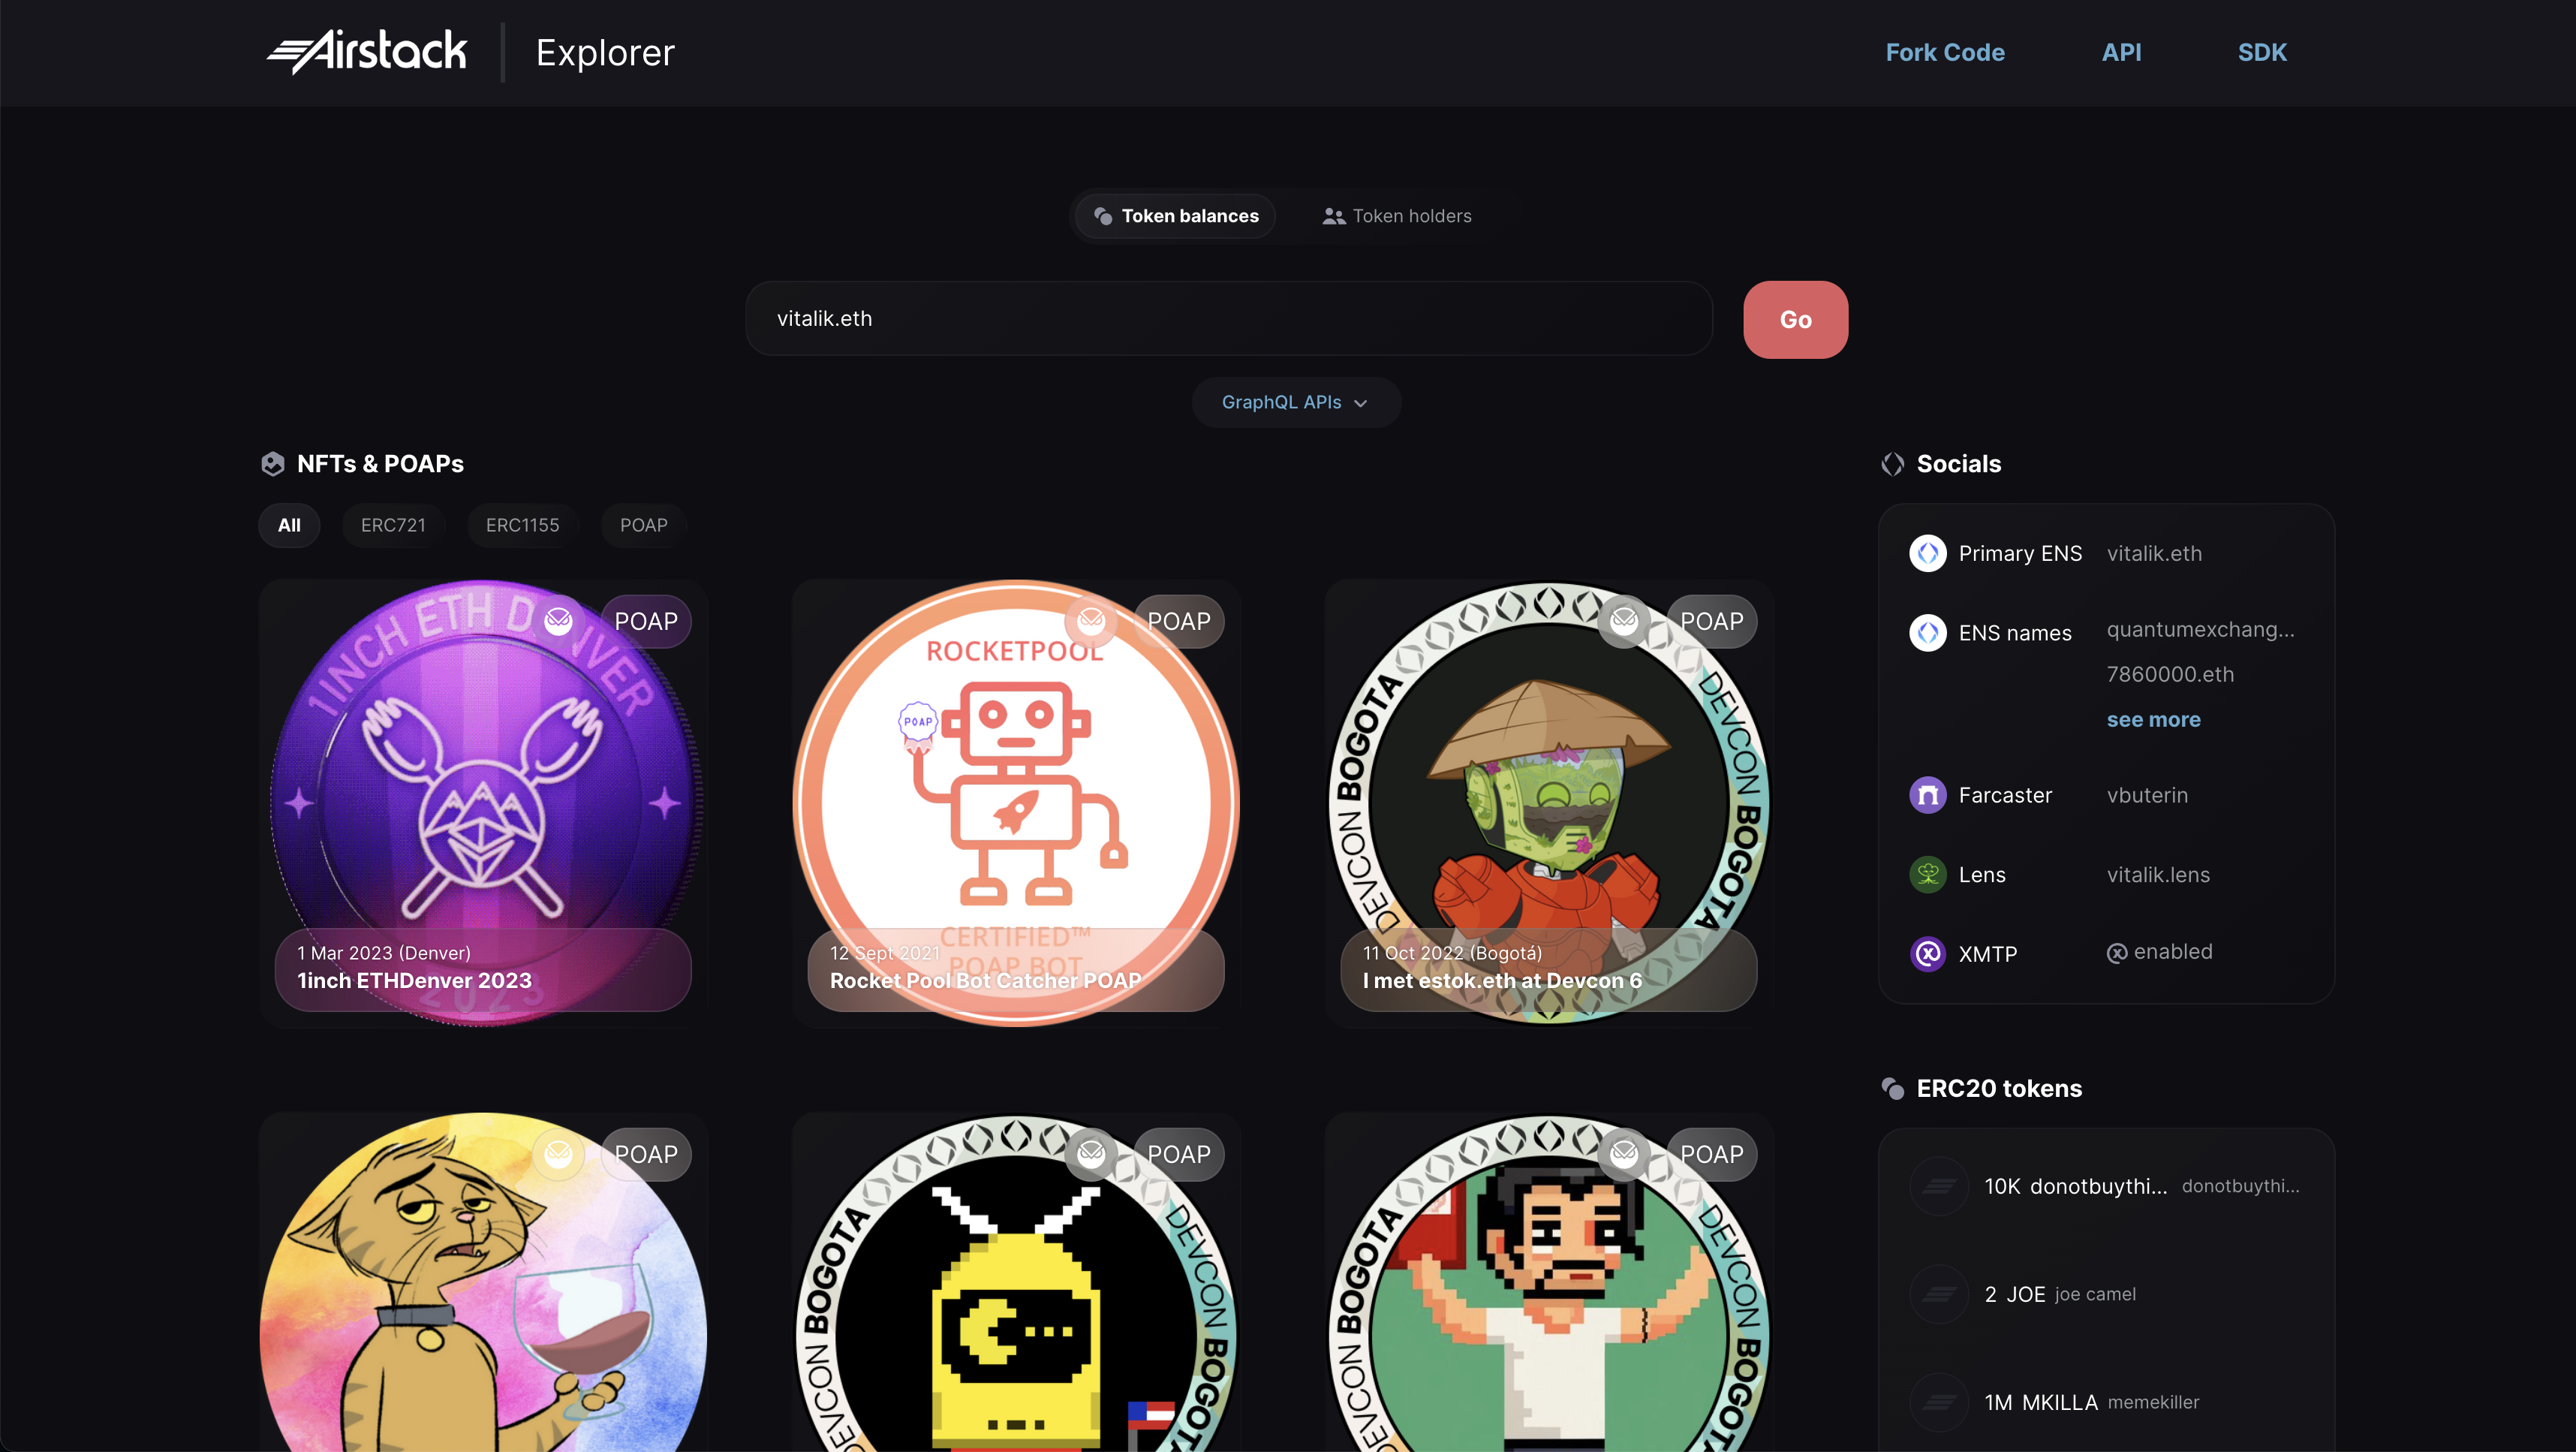 Airstack
Explorer
Fork Code
API
SDK
Token balances
Token holders
vitalik.eth
Go
GraphQL APIs
NFTs & POAPs
All
ERC721
ERC1155
POAP
1INCH ETH DENVER
POAP
2023
1 Mar 2023 (Denver)
1inch ETHDenver 2023
POAP
ROCKETPOOL
POAP
CERTIFIED™
POAP BOT
12 Sept 2021
Rocket Pool Bot Catcher POAP
POAP
DEVCON BOGOTA
DEVCON BOGOTA
11 Oct 2022 (Bogotá)
I met estok.eth at Devcon 6
POAP
POAP
DEVCON BOGOTA
DEVCON BOGOTA
POAP
DEVCON BOGOTA
DEVCON BOGOTA
Socials
Primary ENS vitalik.eth
ENS names quantumexchang...
7860000.eth
see more
Farcaster vbuterin
Lens vitalik.lens
XMTP enabled
ERC20 tokens
10K donotbuythi... donotbuythi...
2 JOE joe camel
1M MKILLA memekiller